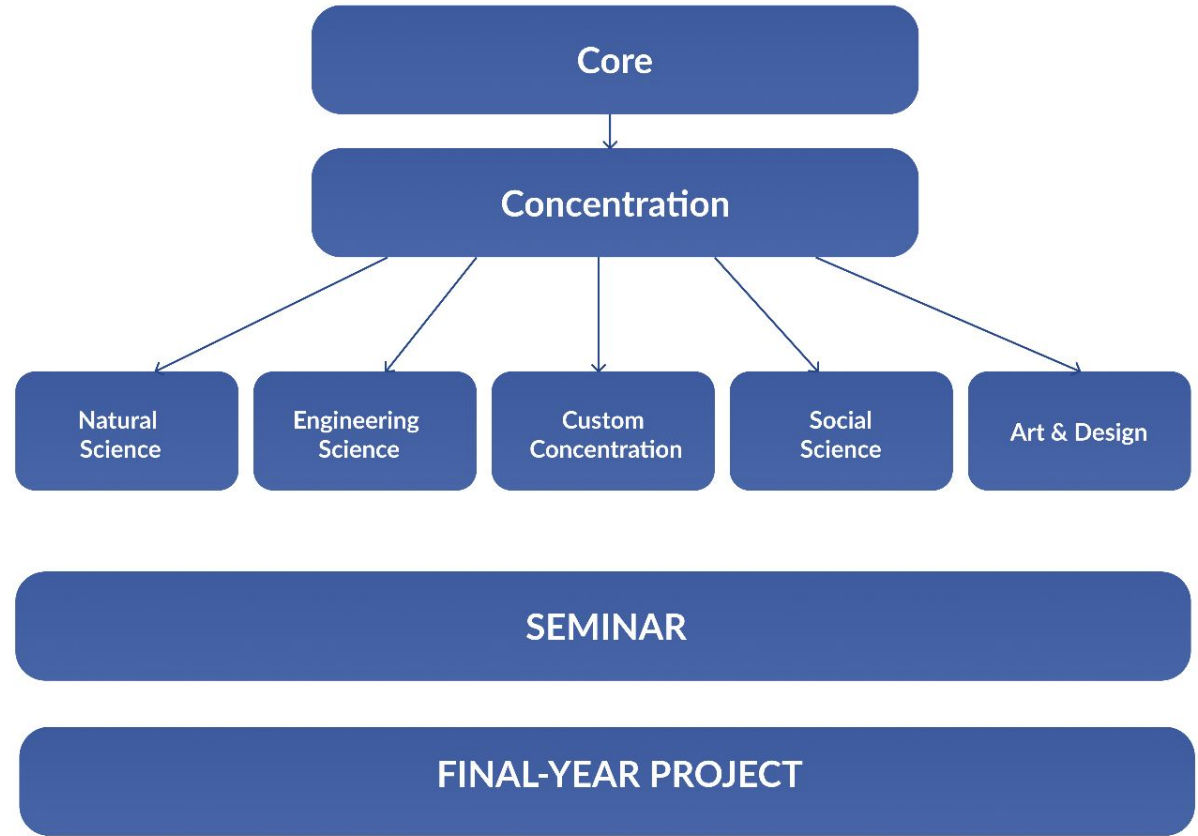 Core
Concentration
Natural
Science
Engineering
Science
Custom
Concentration
Social
Science
Art & Design
SEMINAR
FINAL-YEAR PROJECT